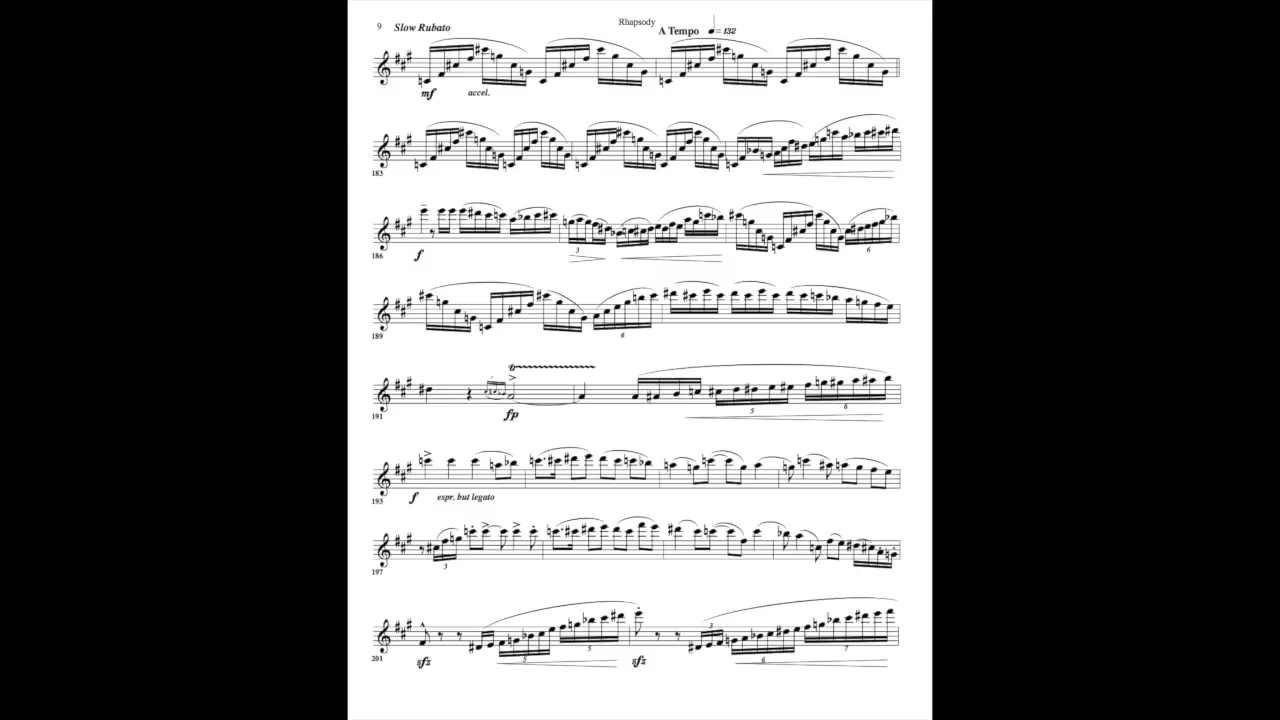 9 Slow Rubato Rhapsody
A Tempo = 132
mf accel.
183
186 f 3 6
189 6
191 fp 5 6
193 f espr. but legato
197 3
201 sfz 5 5 sfz 3 6 7